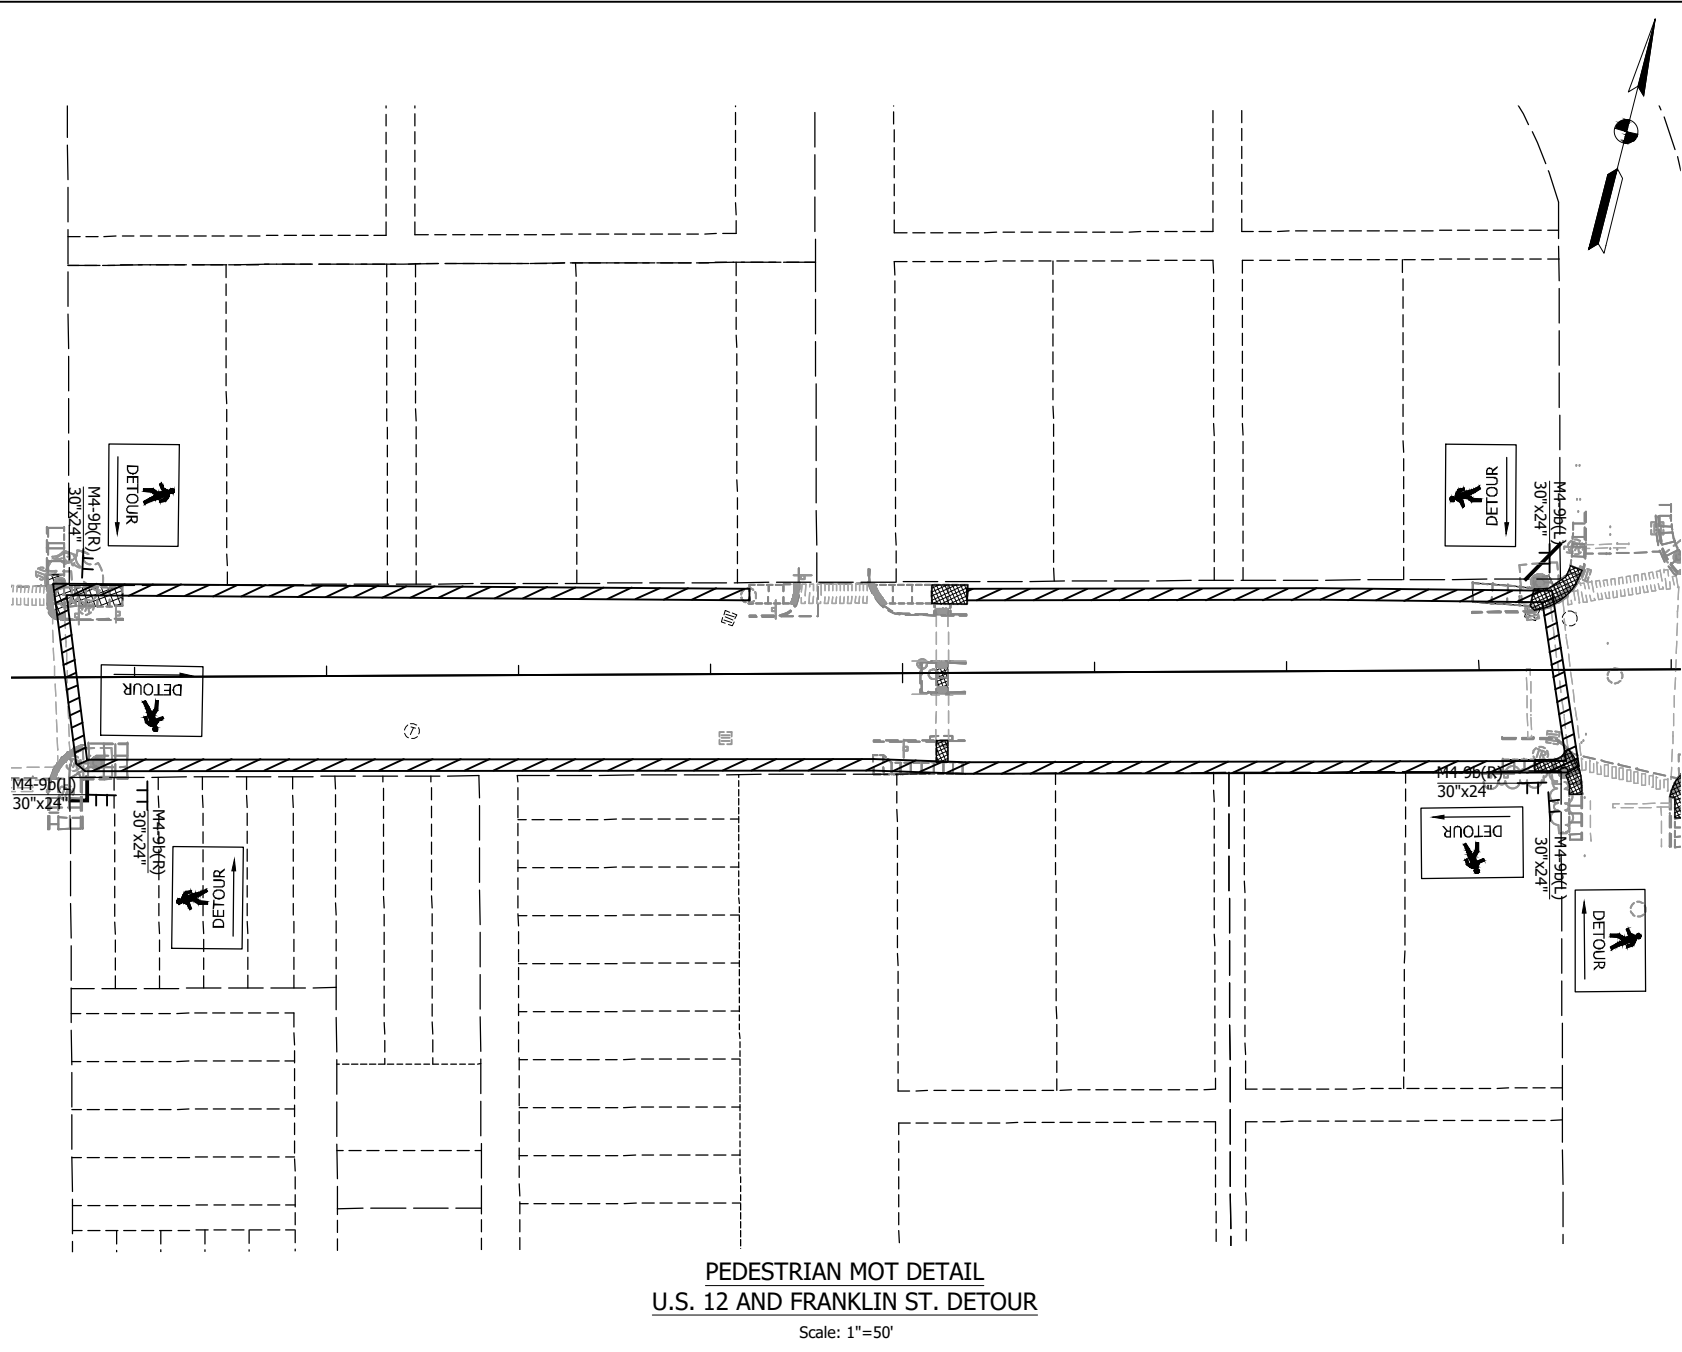 DETOUR
M4-9b(R)
30"x24"
DETOUR
M4-9b(L)
30"x24"
DETOUR
M4-9b(L)
30"x24"
M4-9b(R)
30"x24"
DETOUR
T
M4-9b(R)
30"x24"
DETOUR
M4-9b(L)
30"x24"
DETOUR
PEDESTRIAN MOT DETAIL
U.S. 12 AND FRANKLIN ST. DETOUR
Scale: 1"=50'